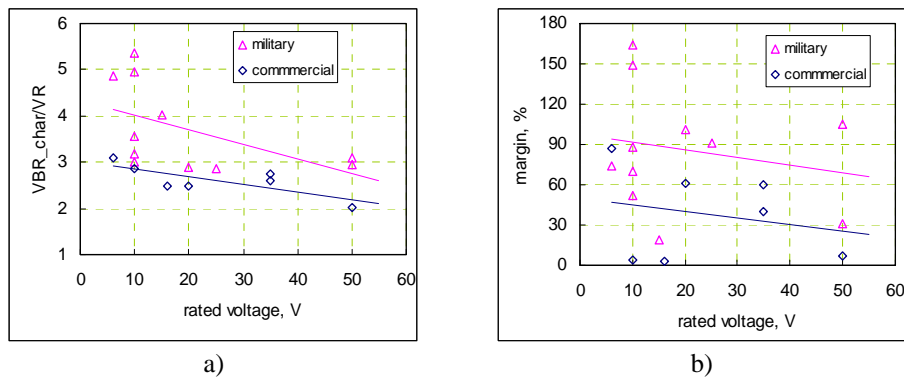 6
5
4
3
2
1
0 10 20 30 40 50 60
VBR_char/VR
rated voltage, V
military
commmercial
a)
180
150
120
90
60
30
0
0 10 20 30 40 50 60
margin, %
rated voltage, V
military
commmercial
b)